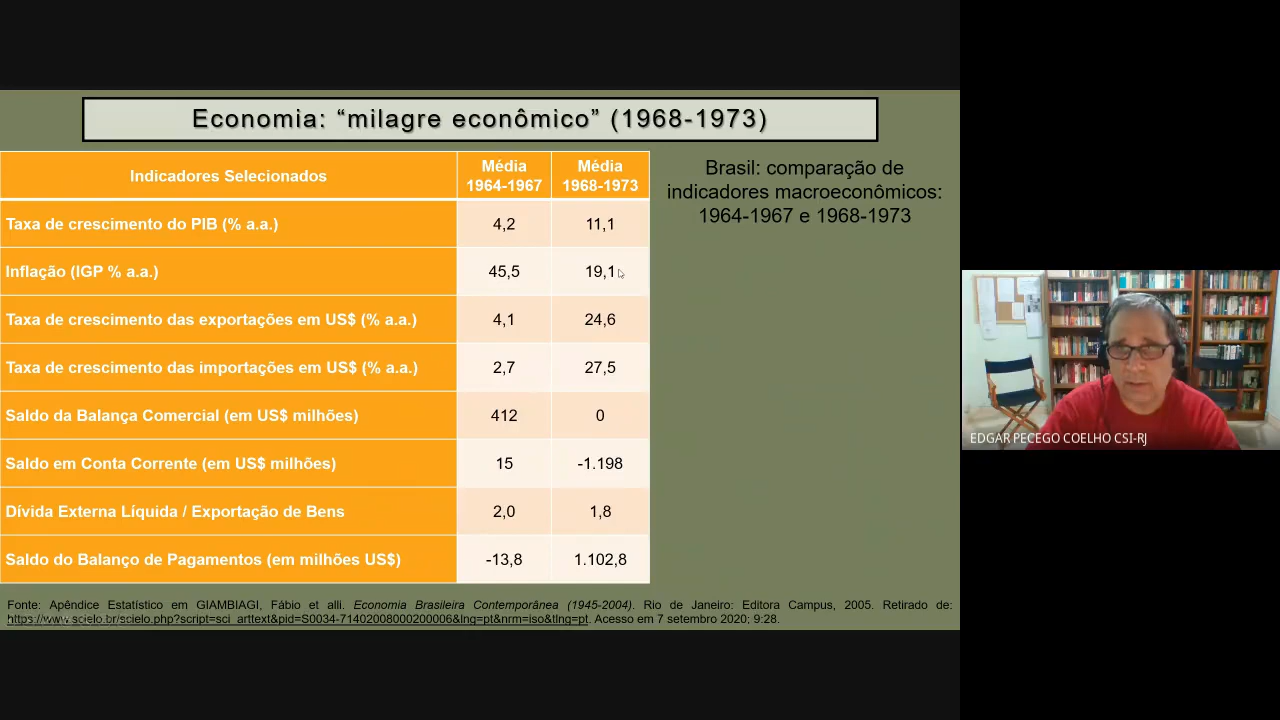 Economia: “milagre econômico” (1968-1973)
Indicadores Selecionados
Média
1964-1967
Média
1968-1973
Taxa de crescimento do PIB (% a.a.)
4,2
11,1
Inflação (IGP % a.a.)
45,5
19,1
Taxa de crescimento das exportações em US$ (% a.a.)
4,1
24,6
Taxa de crescimento das importações em US$ (% a.a.)
2,7
27,5
Saldo da Balança Comercial (em US$ milhões)
412
0
Saldo em Conta Corrente (em US$ milhões)
15
-1.198
Dívida Externa Líquida / Exportação de Bens
2,0
1,8
Saldo do Balanço de Pagamentos (em milhões US$)
-13,8
1.102,8
Brasil: comparação de
indicadores macroeconômicos:
1964-1967 e 1968-1973
Fonte: Apêndice Estatístico em GIAMBIAGI, Fábio et alli. Economia Brasileira Contemporânea (1945-2004). Rio de Janeiro: Editora Campus, 2005. Retirado de:
https://www.scielo.br/scielo.php?script=sci_arttext&pid=S0034-71402008000200006&lng=pt&nrm=iso&tlng=pt. Acesso em 7 setembro 2020; 9:28.
EDGAR PECEGO COELHO CSI-RJ